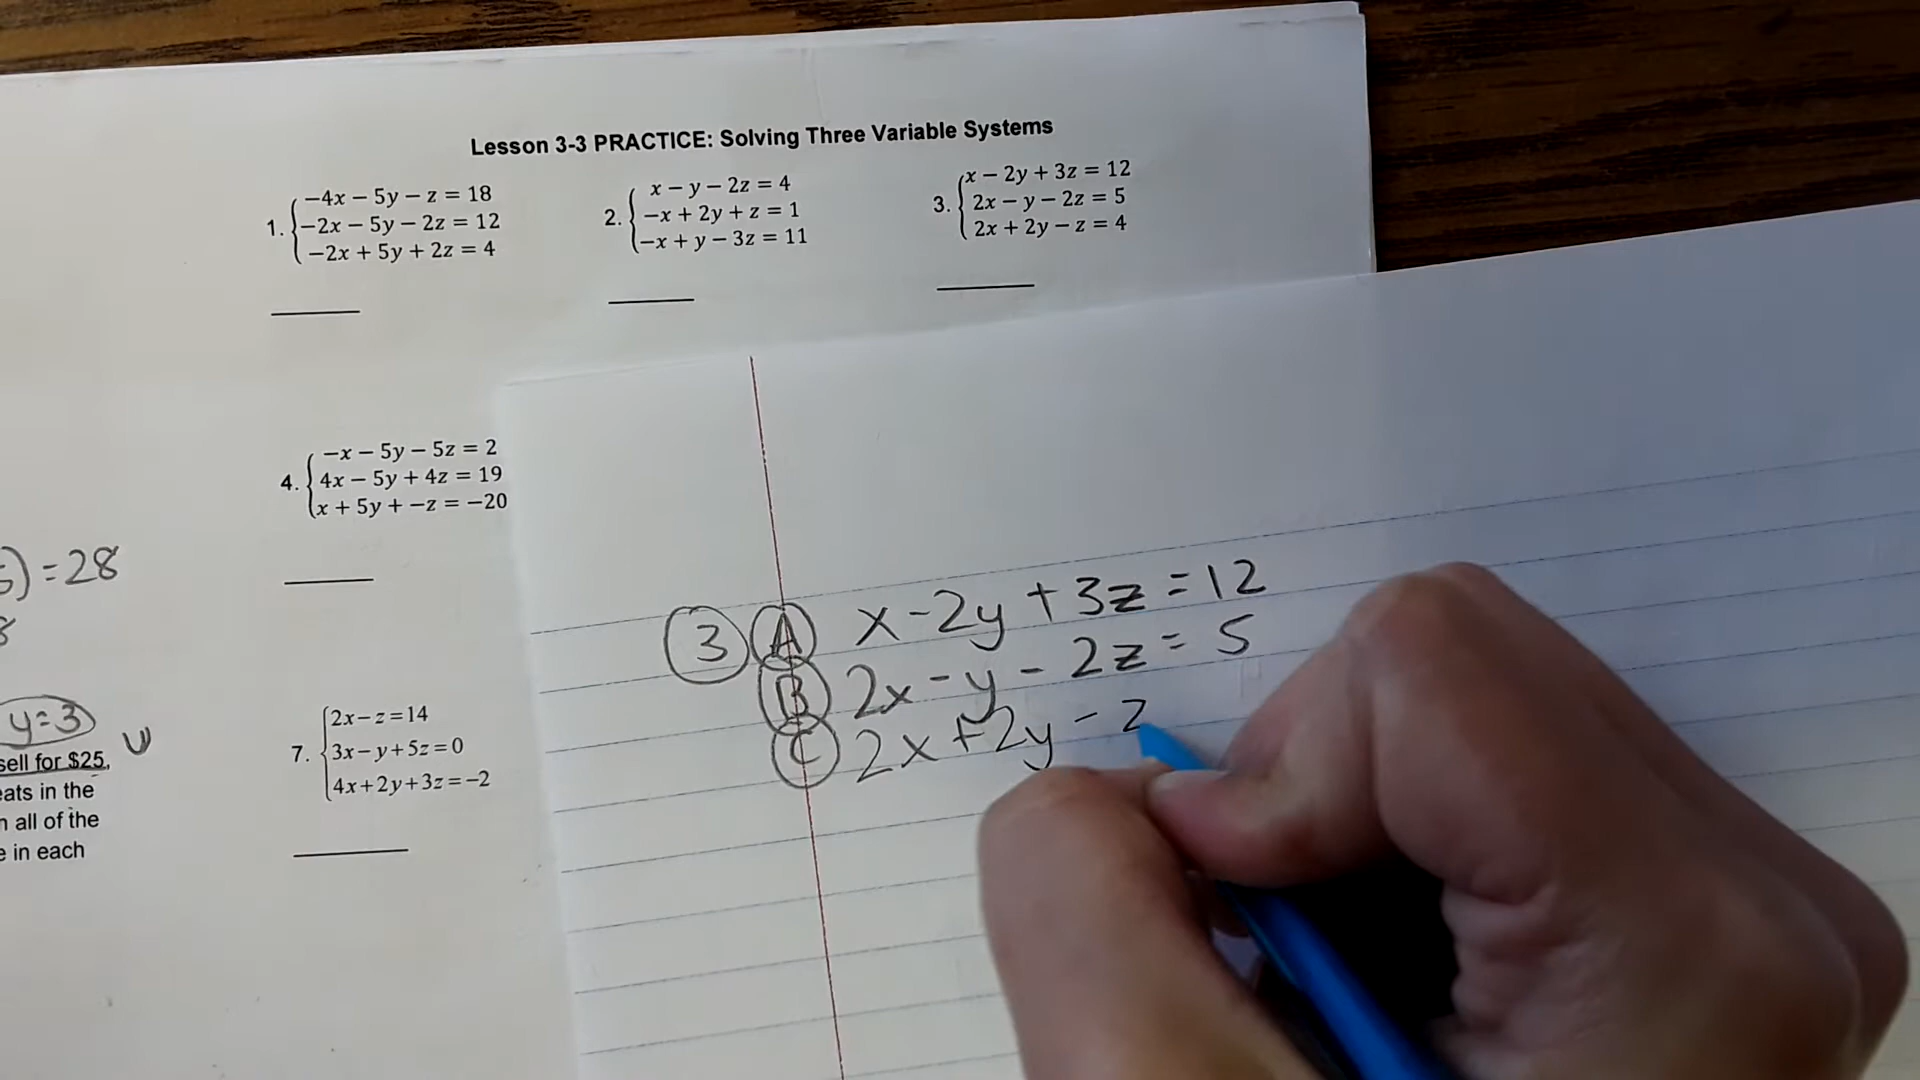 Lesson 3-3 PRACTICE: Solving Three Variable Systems
1. −4x − 5y − z = 18
−2x − 5y − 2z = 12
−2x + 5y + 2z = 4
2. x − y − 2z = 4
−x + 2y + z = 1
−x + y − 3z = 11
3. x − 2y + 3z = 12
2x − y − 2z = 5
2x + 2y − z = 4
4. −x − 5y − 5z = 2
4x − 5y + 4z = 19
x + 5y + −z = −20
7. 2x − z = 14
3x − y + 5z = 0
4x + 2y + 3z = −2
) = 28
y = 3
sell for $25,
in the
all of the
in each
3 A x - 2y + 3z = 12
B 2x - y - 2z = 5
C 2x + 2y - z